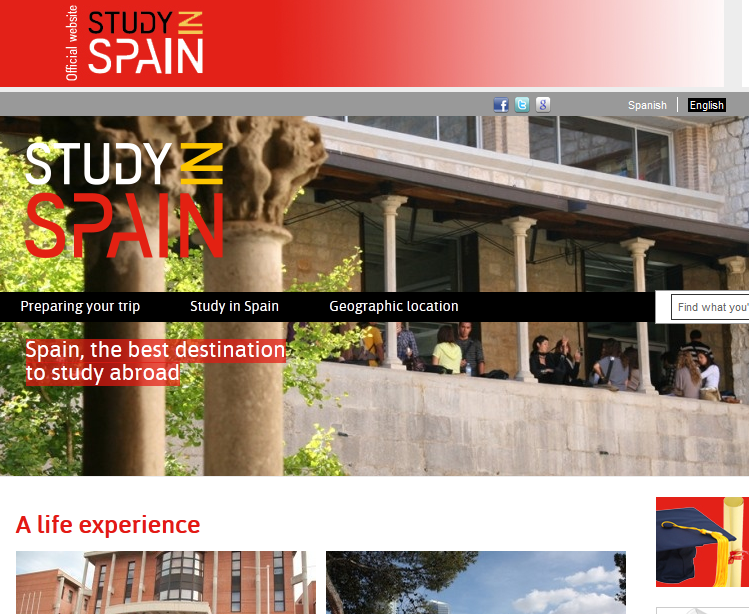 Official website
STUDY IN
SPAIN
f t g
Spanish
English
STUDY IN
SPAIN
Preparing your trip
Study in Spain
Geographic location
Find what you'
Spain, the best destination
to study abroad
A life experience